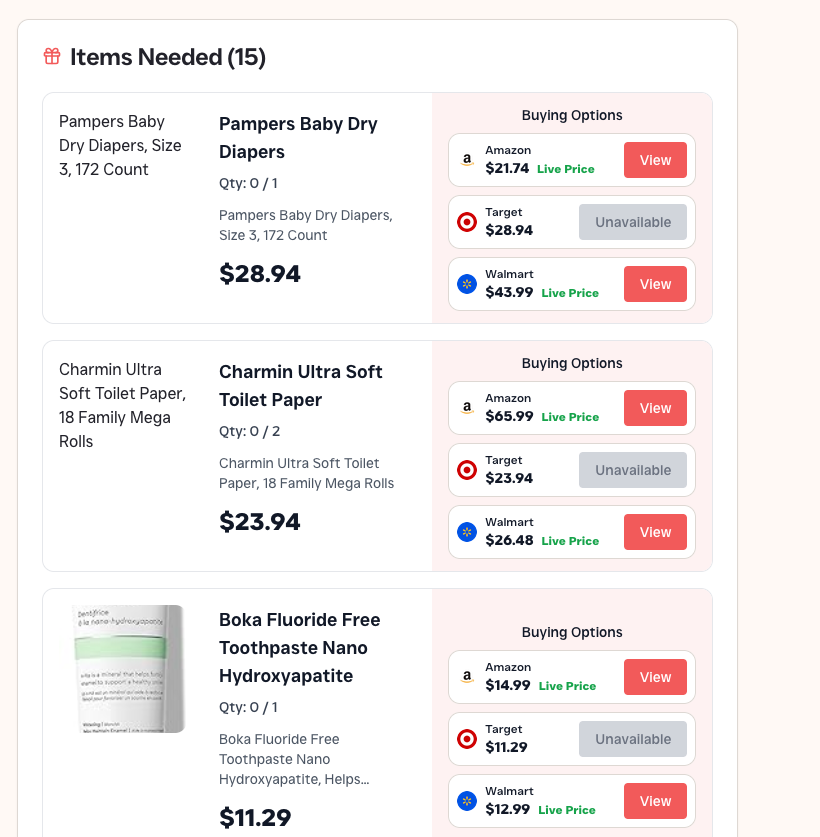 Items Needed (15)
Pampers Baby
Dry Diapers, Size
3, 172 Count
Pampers Baby Dry
Diapers
Qty: 0 / 1
Pampers Baby Dry Diapers,
Size 3, 172 Count
$28.94
Buying Options
Amazon
$21.74 Live Price
View
Target
$28.94
Unavailable
Walmart
$43.99 Live Price
View
Charmin Ultra
Soft Toilet Paper,
18 Family Mega
Rolls
Charmin Ultra Soft
Toilet Paper
Qty: 0 / 2
Charmin Ultra Soft Toilet
Paper, 18 Family Mega Rolls
$23.94
Buying Options
Amazon
$65.99 Live Price
View
Target
$23.94
Unavailable
Walmart
$26.48 Live Price
View
Dentifrice
à la nano-hydroxyapatite
Boka Fluoride Free
Toothpaste Nano
Hydroxyapatite
Qty: 0 / 1
Boka Fluoride Free
Toothpaste Nano
Hydroxyapatite, Helps...
$11.29
Buying Options
Amazon
$14.99 Live Price
View
Target
$11.29
Unavailable
Walmart
$12.99 Live Price
View